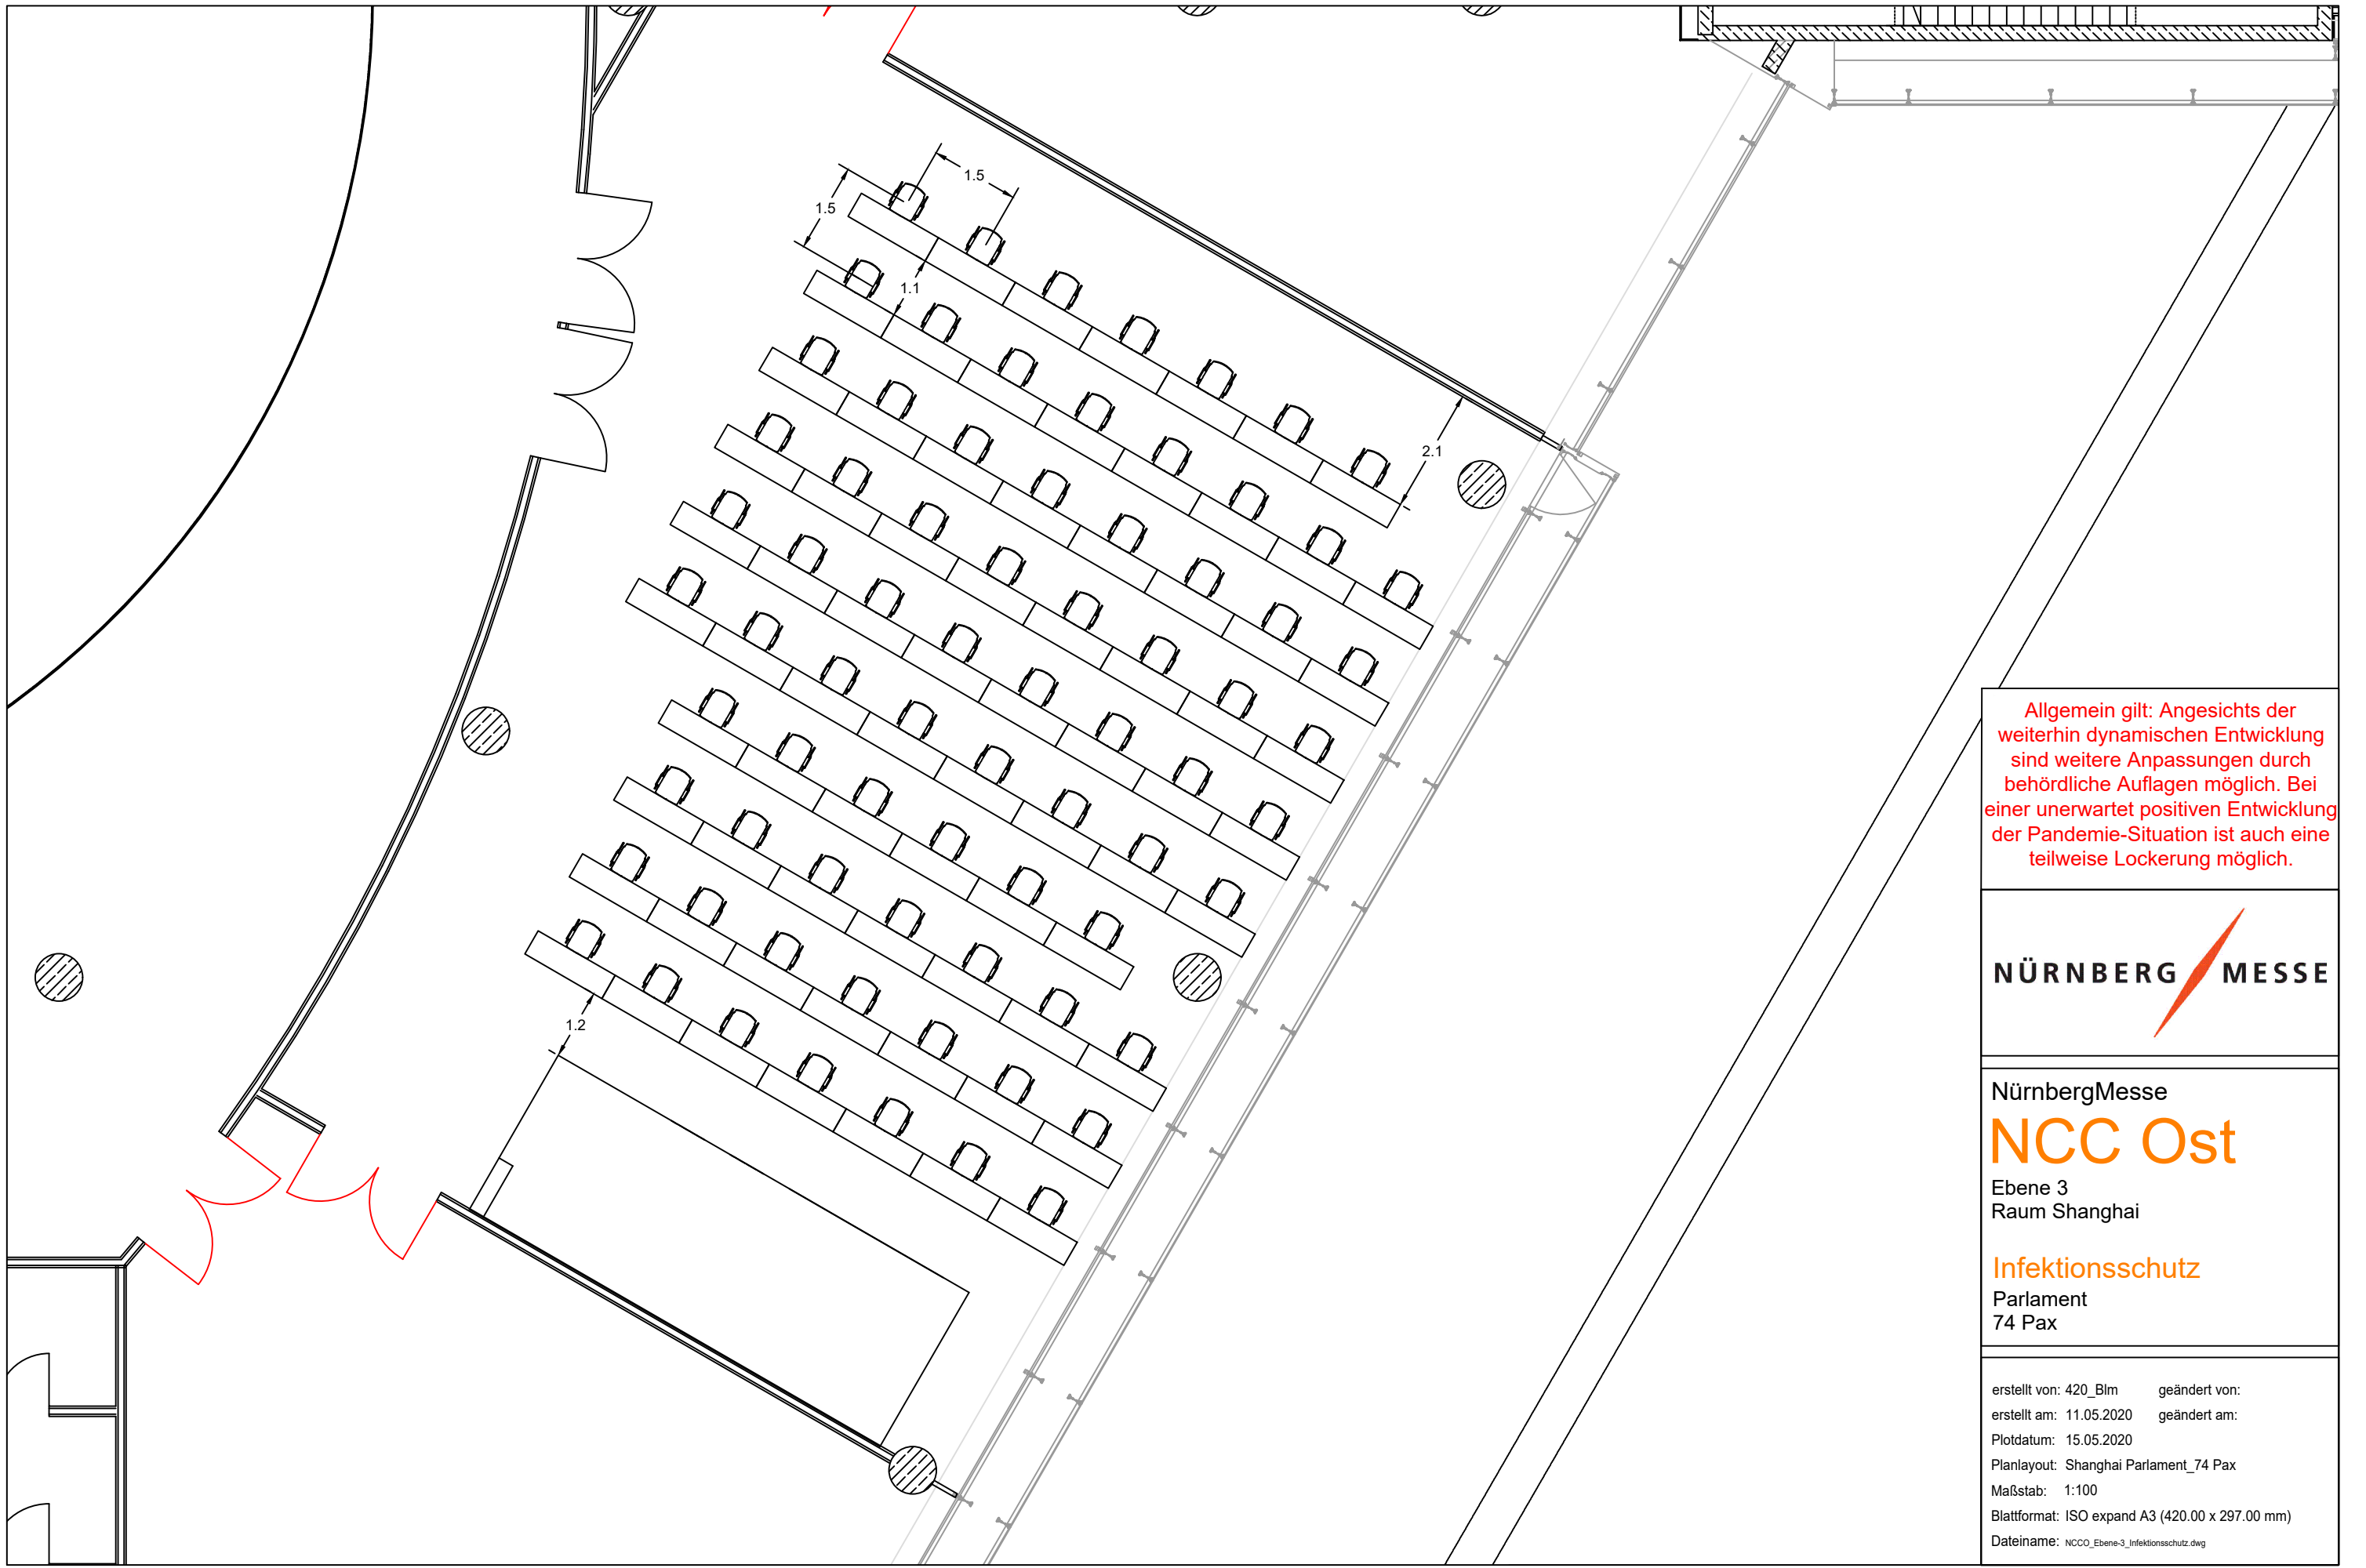 1.5
1.5
1.1
2.1
1.2
Allgemein gilt: Angesichts der
weiterhin dynamischen Entwicklung
sind weitere Anpassungen durch
behördliche Auflagen möglich. Bei
einer unerwartet positiven Entwicklung
der Pandemie-Situation ist auch eine
teilweise Lockerung möglich.
NÜRNBERG MESSE
NürnbergMesse
NCC Ost
Ebene 3
Raum Shanghai
Infektionsschutz
Parlament
74 Pax
erstellt von: 420_Blm geändert von:
erstellt am: 11.05.2020 geändert am:
Plotdatum: 15.05.2020
Planlayout: Shanghai Parlament_74 Pax
Maßstab: 1:100
Blattformat: ISO expand A3 (420.00 x 297.00 mm)
Dateiname: NCCO_Ebene-3_Infektionsschutz.dwg